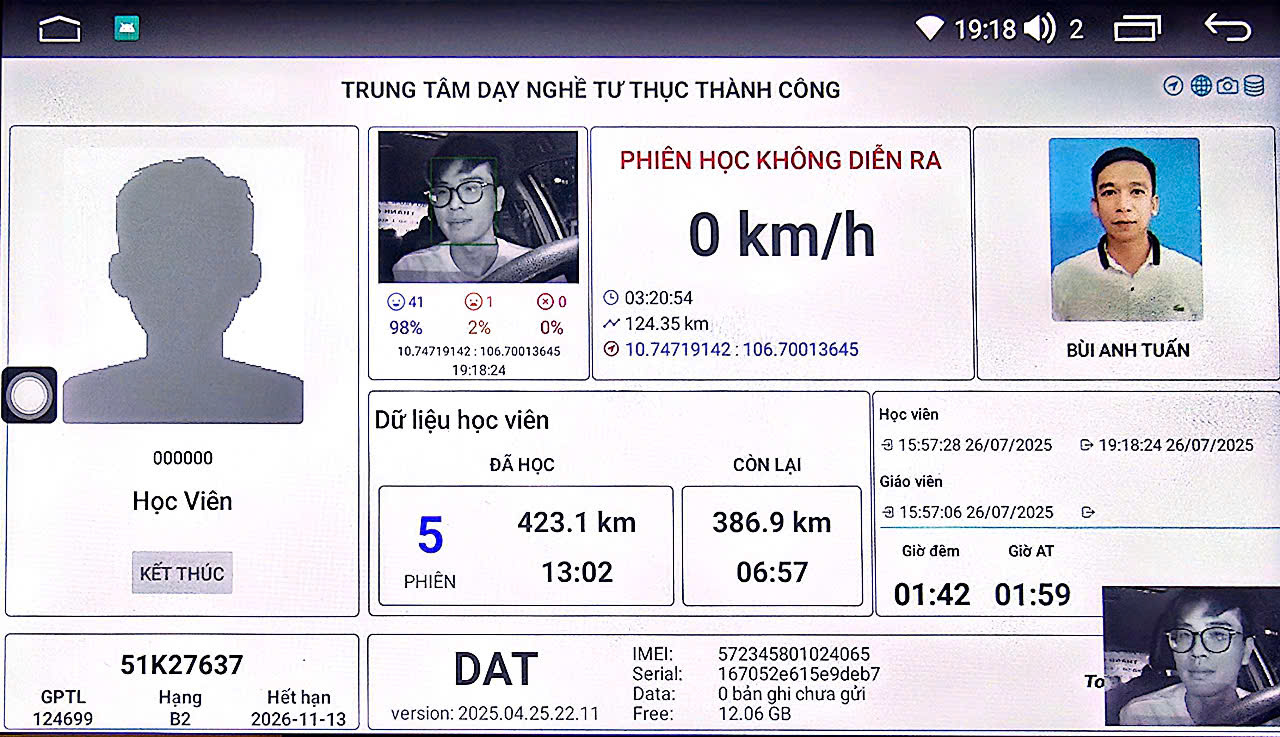 19:18 2
TRUNG TÂM DẠY NGHỀ TƯ THỤC THÀNH CÔNG
000000
Học Viên
KẾT THÚC
41 1 0
98% 2% 0%
10.74719142 : 106.70013645
19:18:24
PHIÊN HỌC KHÔNG DIỄN RA
0 km/h
03:20:54
124.35 km
10.74719142 : 106.70013645
BÙI ANH TUẤN
Dữ liệu học viên
ĐÃ HỌC CÒN LẠI
5 423.1 km 386.9 km
PHIÊN 13:02 06:57
Học viên
15:57:28 26/07/2025 19:18:24 26/07/2025
Giáo viên
15:57:06 26/07/2025
Giờ đêm Giờ AT
01:42 01:59
51K27637
GPTL Hạng Hết hạn
124699 B2 2026-11-13
DAT
version: 2025.04.25.22.11
IMEI: 572345801024065
Serial: 167052e615e9deb7
Data: 0 bản ghi chưa gửi
Free: 12.06 GB